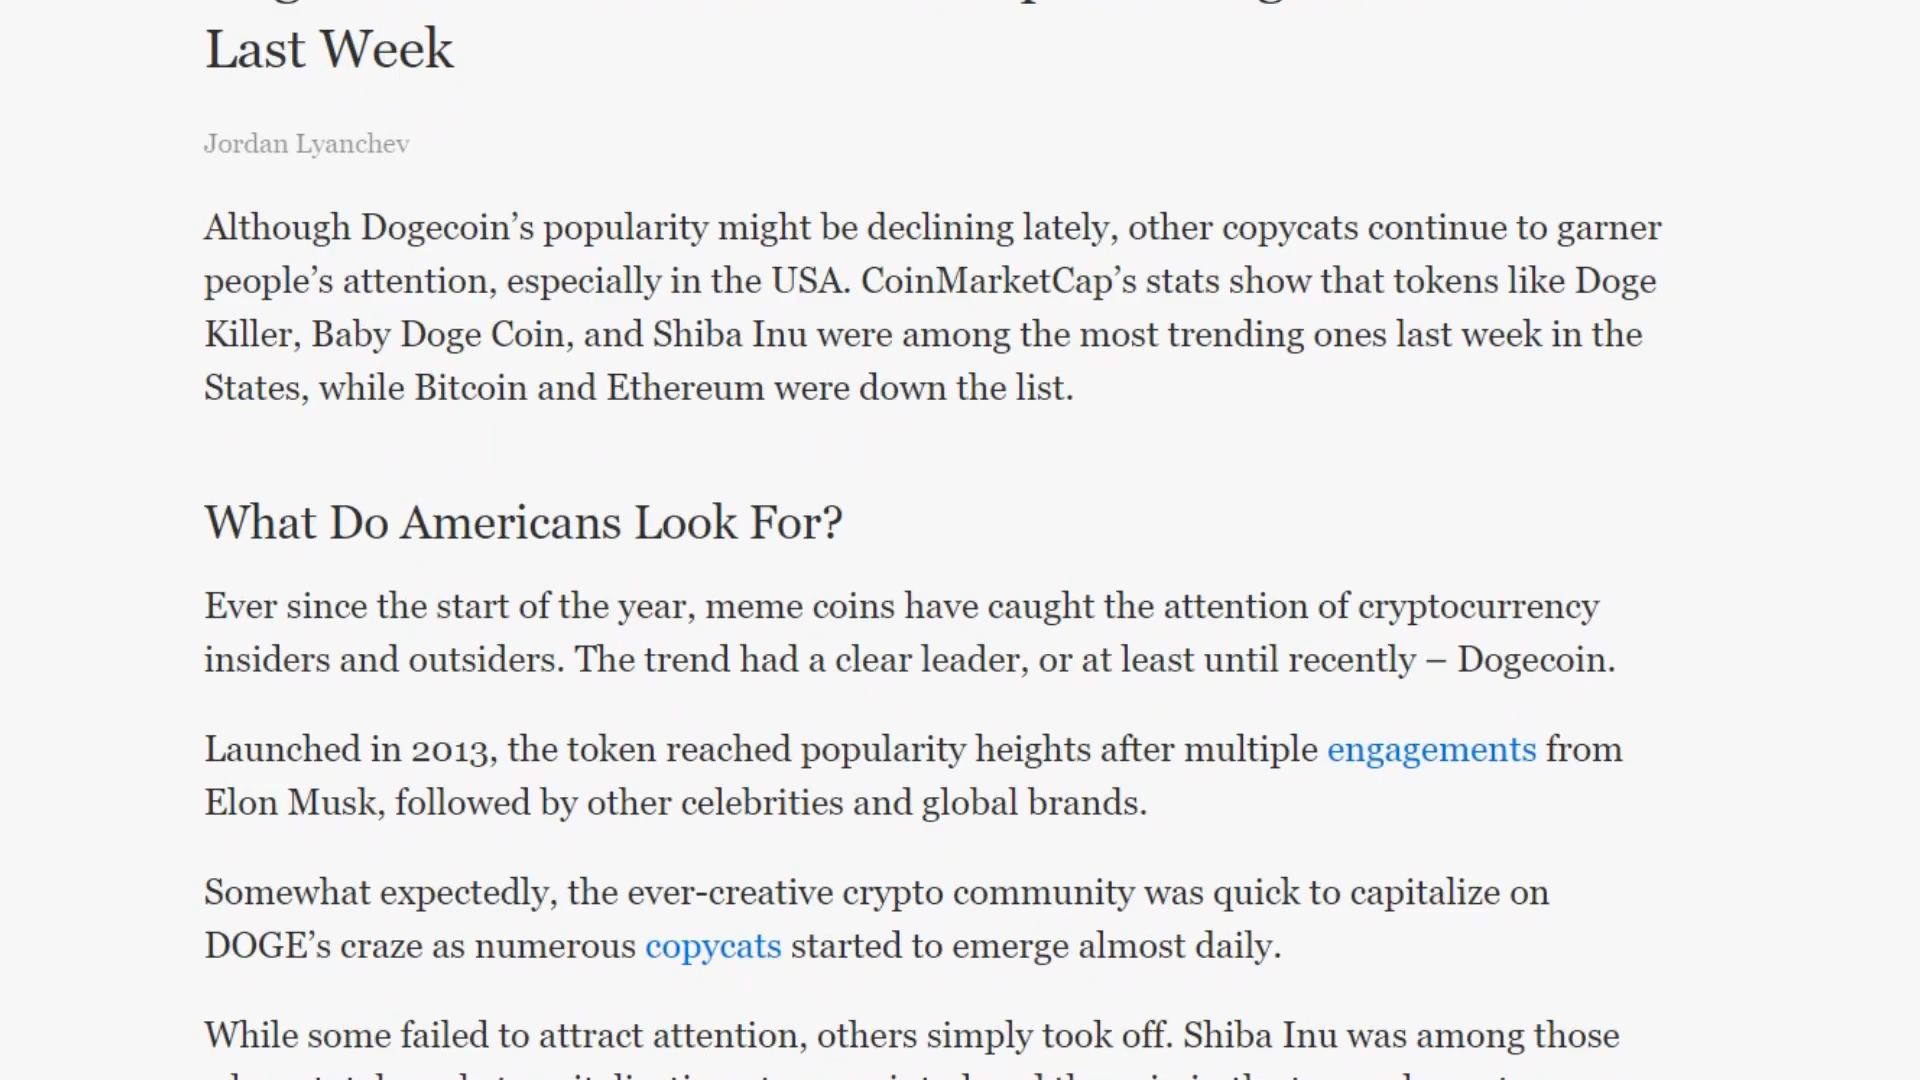 Last Week
Jordan Lyanchev
Although Dogecoin’s popularity might be declining lately, other copycats continue to garner
people’s attention, especially in the USA. CoinMarketCap’s stats show that tokens like Doge
Killer, Baby Doge Coin, and Shiba Inu were among the most trending ones last week in the
States, while Bitcoin and Ethereum were down the list.
What Do Americans Look For?
Ever since the start of the year, meme coins have caught the attention of cryptocurrency
insiders and outsiders. The trend had a clear leader, or at least until recently – Dogecoin.
Launched in 2013, the token reached popularity heights after multiple engagements from
Elon Musk, followed by other celebrities and global brands.
Somewhat expectedly, the ever-creative crypto community was quick to capitalize on
DOGE’s craze as numerous copycats started to emerge almost daily.
While some failed to attract attention, others simply took off. Shiba Inu was among those